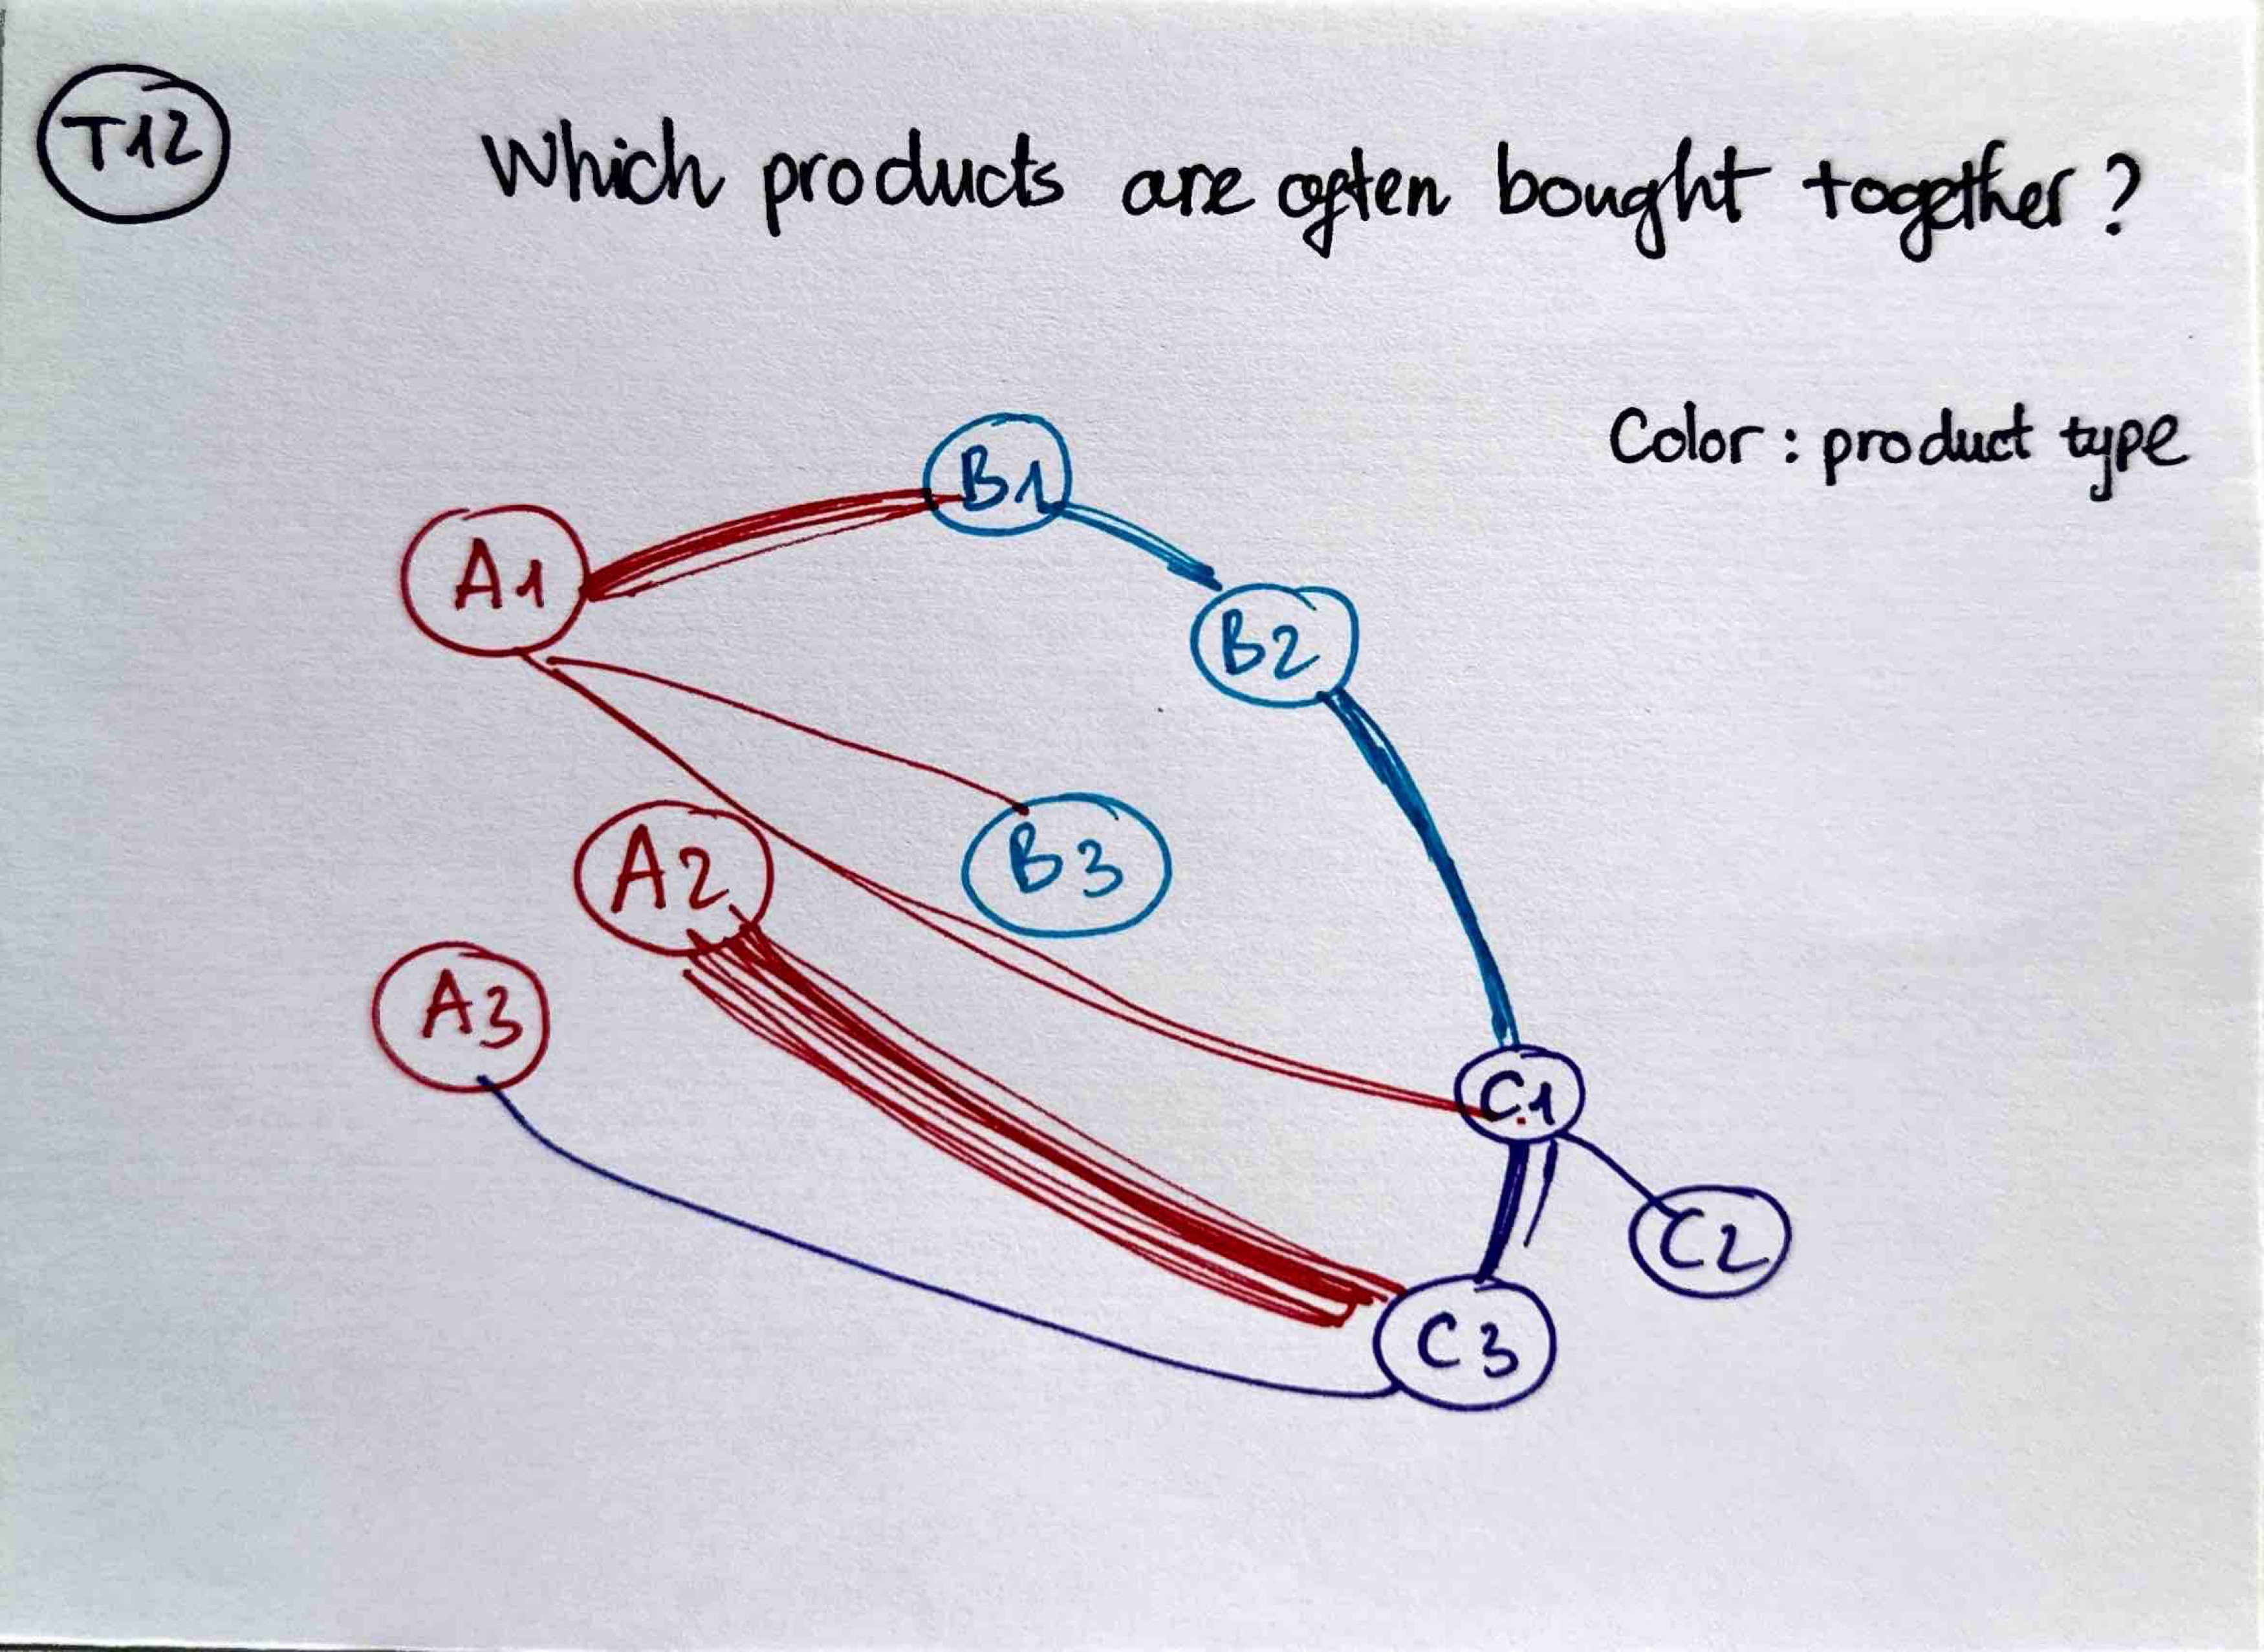 T12
Which products are often bought together?
Color: product type
B1
A1
B2
A2
B3
A3
C1
C2
C3